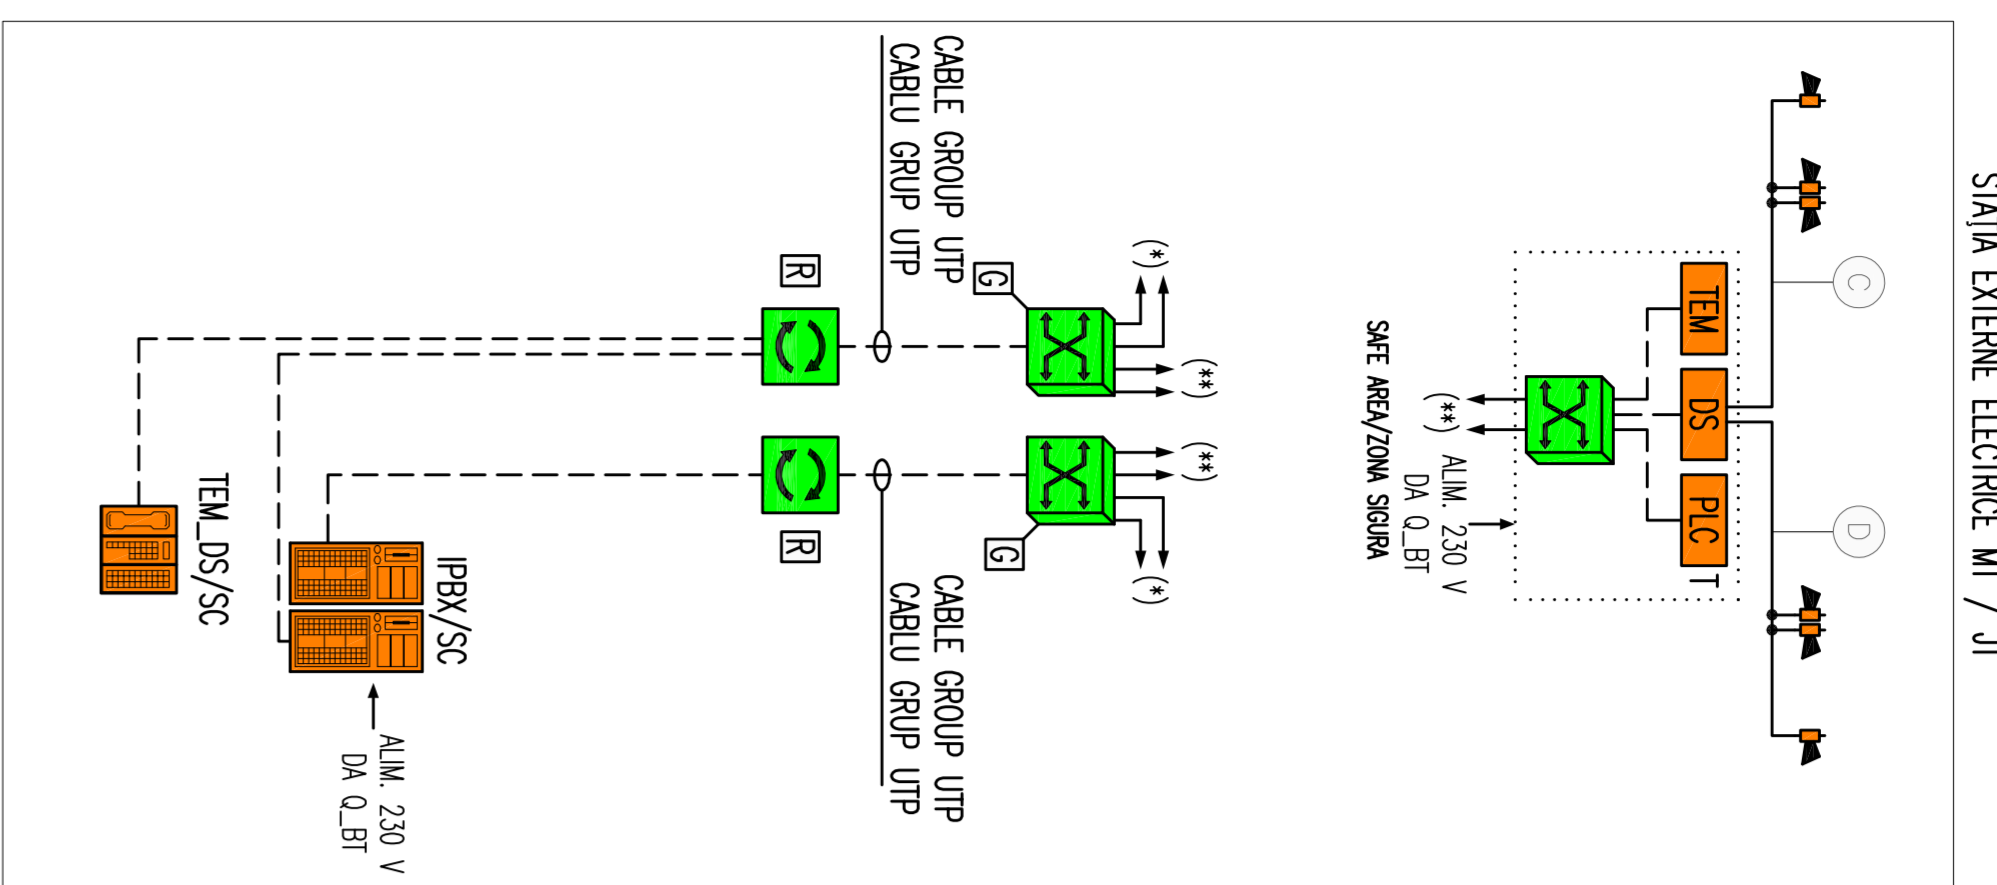 STAȚIA EXTERNE ELECTRICE MT / JT
C
D
TEM
DS
PLC
T
(**)
ALIM. 230 V
DA Q_BT
SAFE AREA/ZONA SIGURA
(*)
(**)
(**)
(*)
G
G
CABLE GROUP UTP
CABLU GRUP UTP
CABLE GROUP UTP
CABLU GRUP UTP
R
R
IPBX/SC
ALIM. 230 V
DA Q_BT
TEM_DS/SC